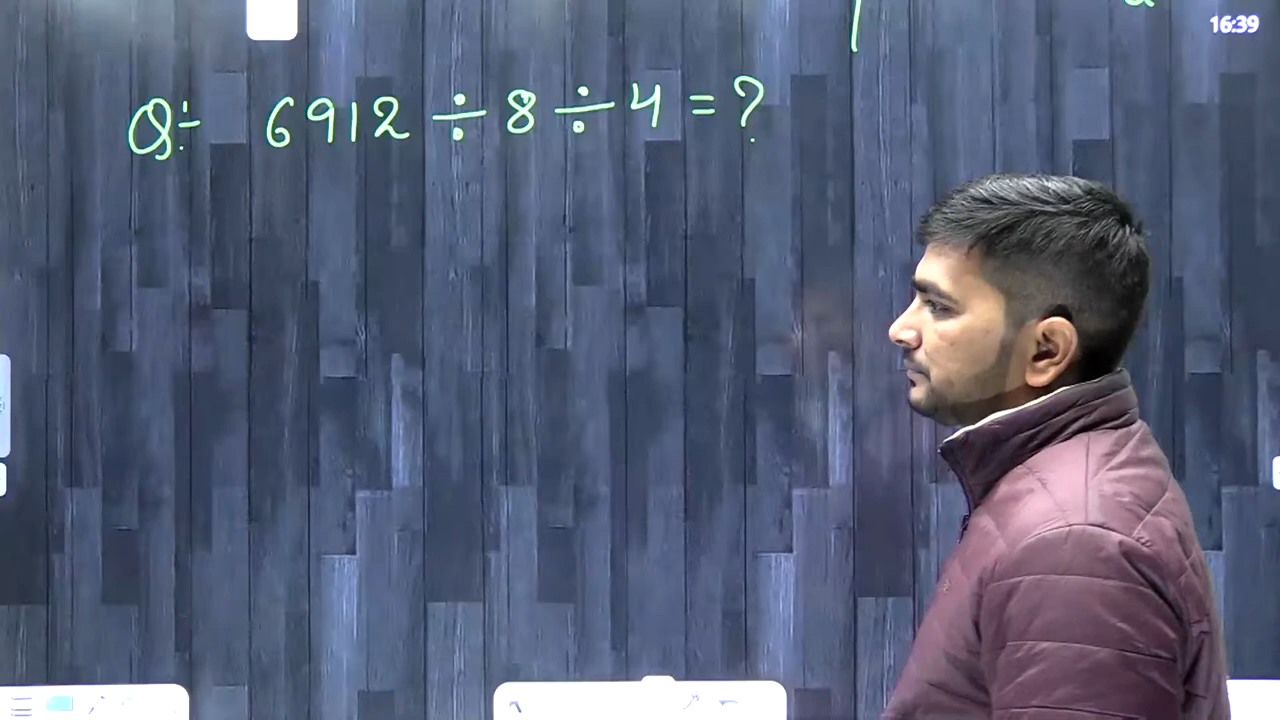 16:39
Q:- 6912 ÷ 8 ÷ 4 = ?